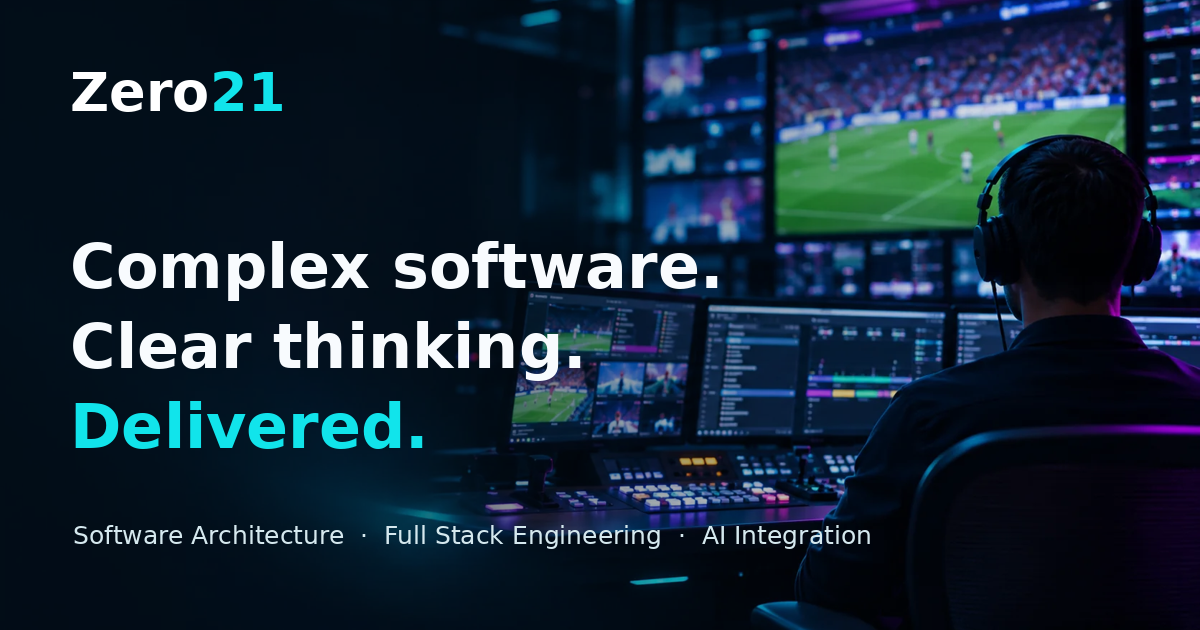 Zero21
Complex software.
Clear thinking.
Delivered.
Software Architecture · Full Stack Engineering · AI Integration